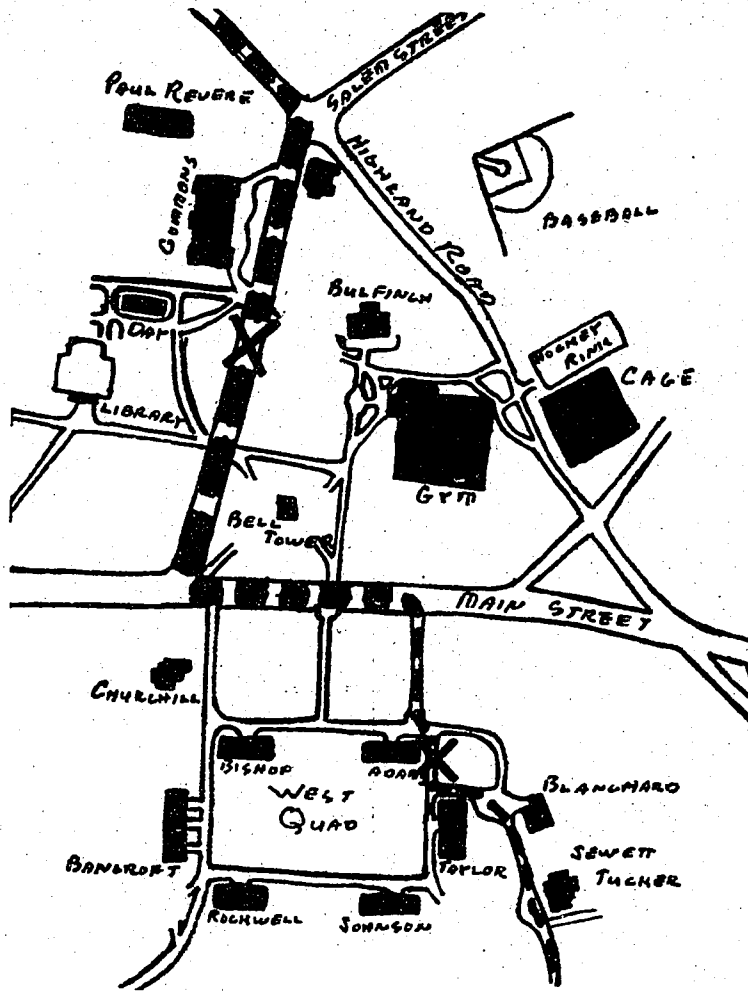 SALEM STREET
PAUL REVERE
HIGHLAND ROAD
COMMONS
BASEBALL
BULFINCH
DAY
HOCKEY
RINK
CAGE
LIBRARY
GYM
BELL
TOWER
MAIN STREET
CHURCHILL
BISHOP
ADAMS
WEST
QUAD
BLANCHARD
BANCROFT
TAYLOR
SEWETT
TUCKER
ROCKWELL
JOHNSON